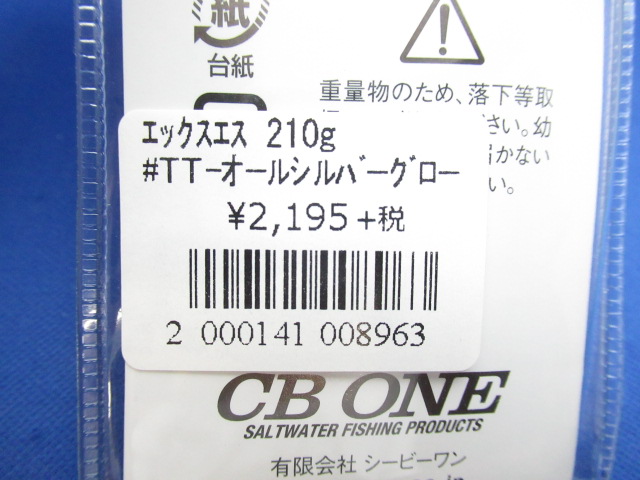 紙
台紙
重量物のため、落下等取
さい。幼
かない
い。
ｴｯｸｽｴｽ 210g
#TT-ｵｰﾙｼﾙﾊﾞｰｸﾞﾛｰ
¥2,195+税
2 000141 008963
CB ONE
SALTWATER FISHING PRODUCTS
有限会社 シービーワン